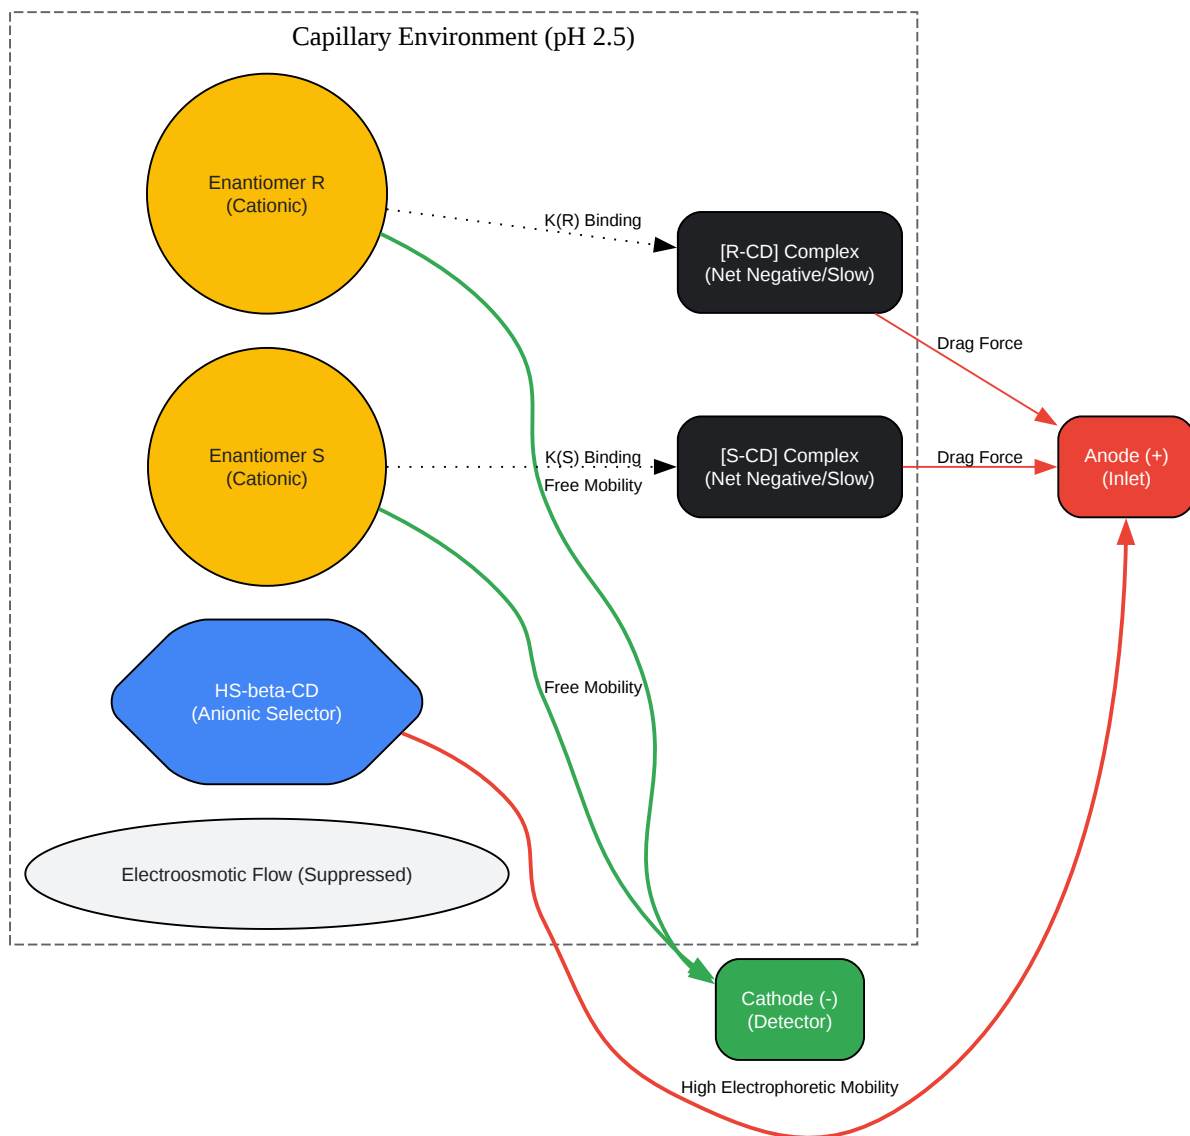 Capillary Environment (pH 2.5)
Enantiomer R
(Cationic)
K(R) Binding
[R-CD] Complex
(Net Negative/Slow)
Drag Force
Enantiomer S
(Cationic)
K(S) Binding
Free Mobility
[S-CD] Complex
(Net Negative/Slow)
Drag Force
Anode (+)
(Inlet)
HS-beta-CD
(Anionic Selector)
Free Mobility
Electroosmotic Flow (Suppressed)
Cathode (-)
(Detector)
High Electrophoretic Mobility